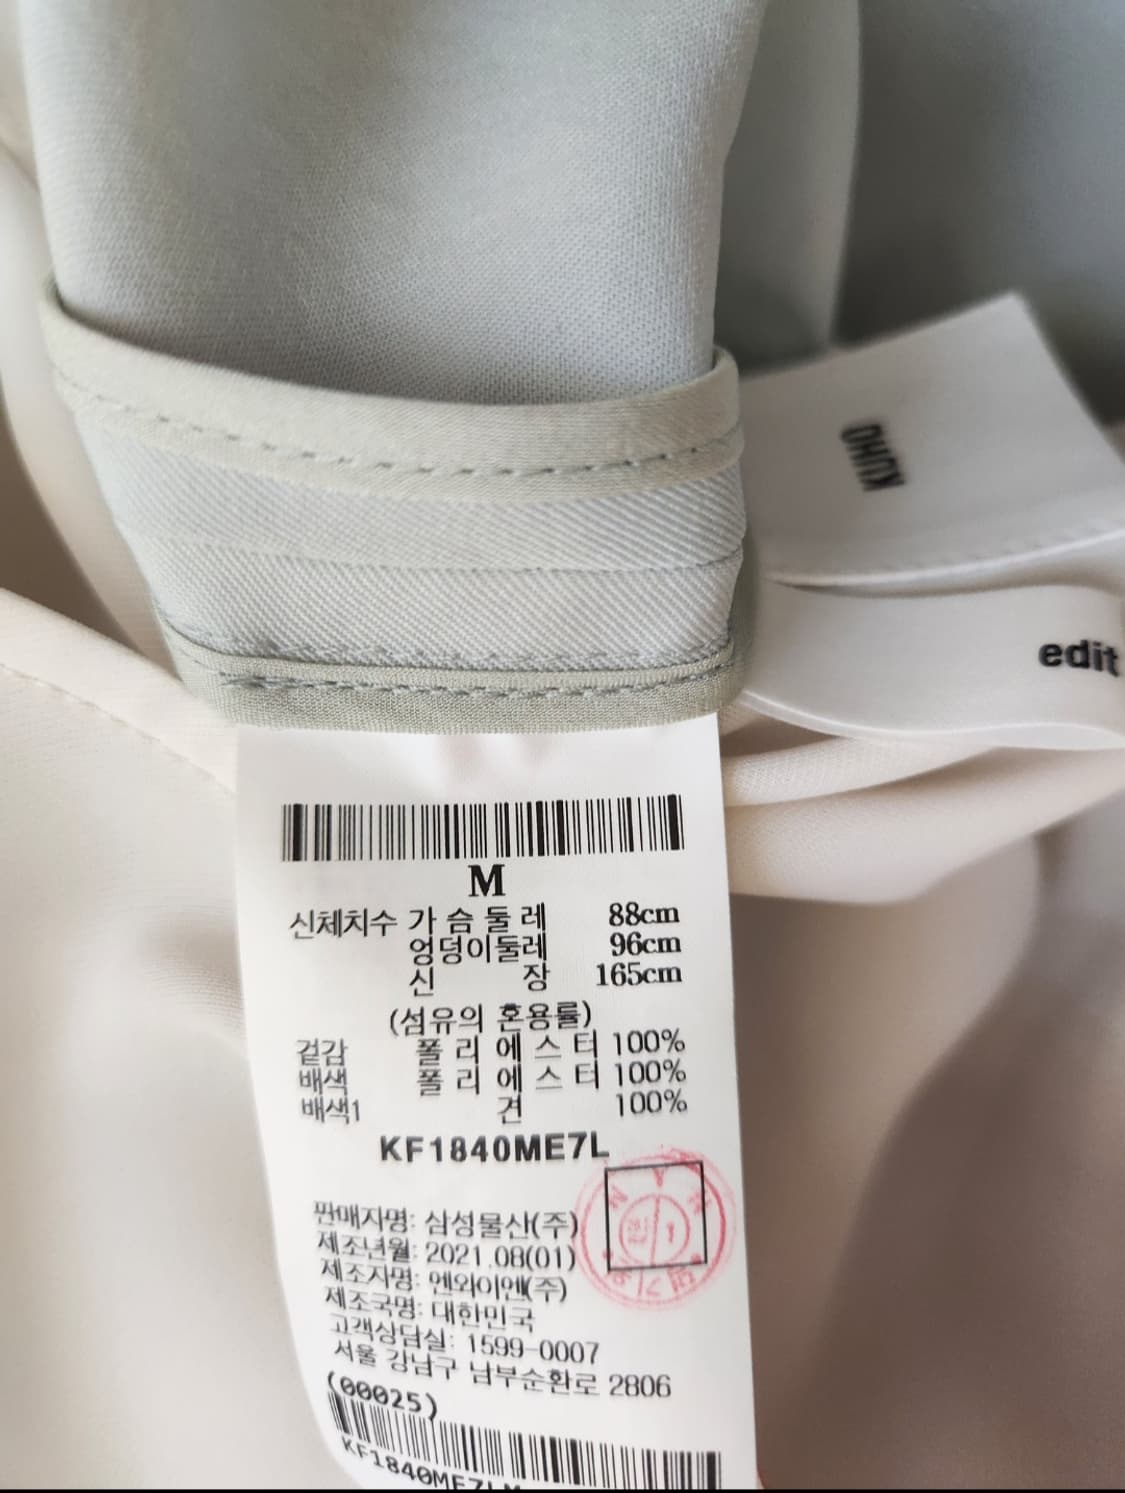 KUHO
edit
M
신체치수 가슴둘레 88cm
엉덩이둘레 96cm
신장 165cm
(섬유의 혼용률)
겉감 폴리에스터 100%
배색 폴리에스터 100%
배색1 견 100%
KF1840ME7L
판매자명: 삼성물산(주)
제조년월: 2021.08(01)
제조자명: 엔와이엔(주)
제조국명: 대한민국
고객상담실: 1599-0007
서울 강남구 남부순환로 2806
(00025)
KF1840ME7LM